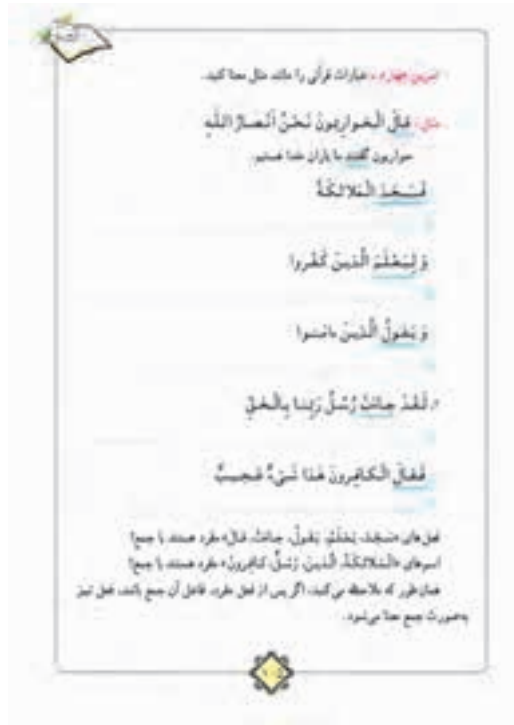 تمرین چهارم : عبارات قرآنی را مانند مثال معنا کنید.
مثال: قالَ الْحَوارِیّونَ نَحْنُ أَنْصارُ اللّٰهِ
حواریون گفتند ما یاران خدا هستیم.
فَسَجَدَ الْمَلائِکَةُ
وَ لِیَعْلَمَ الَّذینَ کَفَروا
وَ یَقولُ الَّذینَ ءامَنوا
لَقَدْ جاءَتْ رُسُلُ رَبِّنا بِالْحَقِّ
فَقالَ الْکافِرونَ هٰذا شَیْءٌ عَجیبٌ
فعل‌های «سَجَدَ، یَعْلَمَ، یَقولُ، جاءَتْ، قالَ» مفرد هستند یا جمع؟
اسم‌های «الْمَلائِکَةُ، الَّذینَ، رُسُلُ، کافِرونَ» مفرد هستند یا جمع؟
همان‌طور که ملاحظه می‌کنید، اگر پس از فعل مفرد، فاعل آن جمع باشد، فعل نیز
به‌صورت جمع معنا می‌شود.